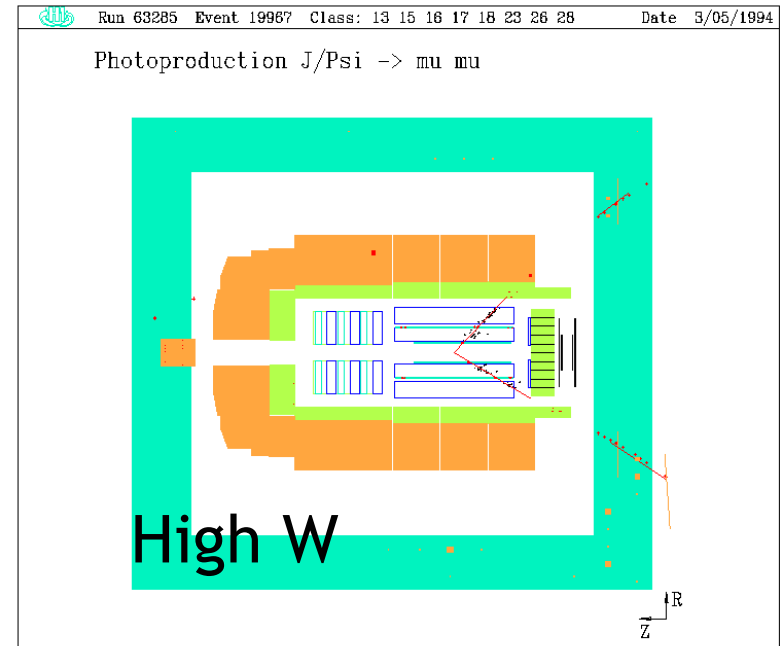 Run 63285 Event 19967 Class: 13 15 16 17 18 23 26 28 Date 3/05/1994
Photoproduction J/Psi -> mu mu
High W
R
Z